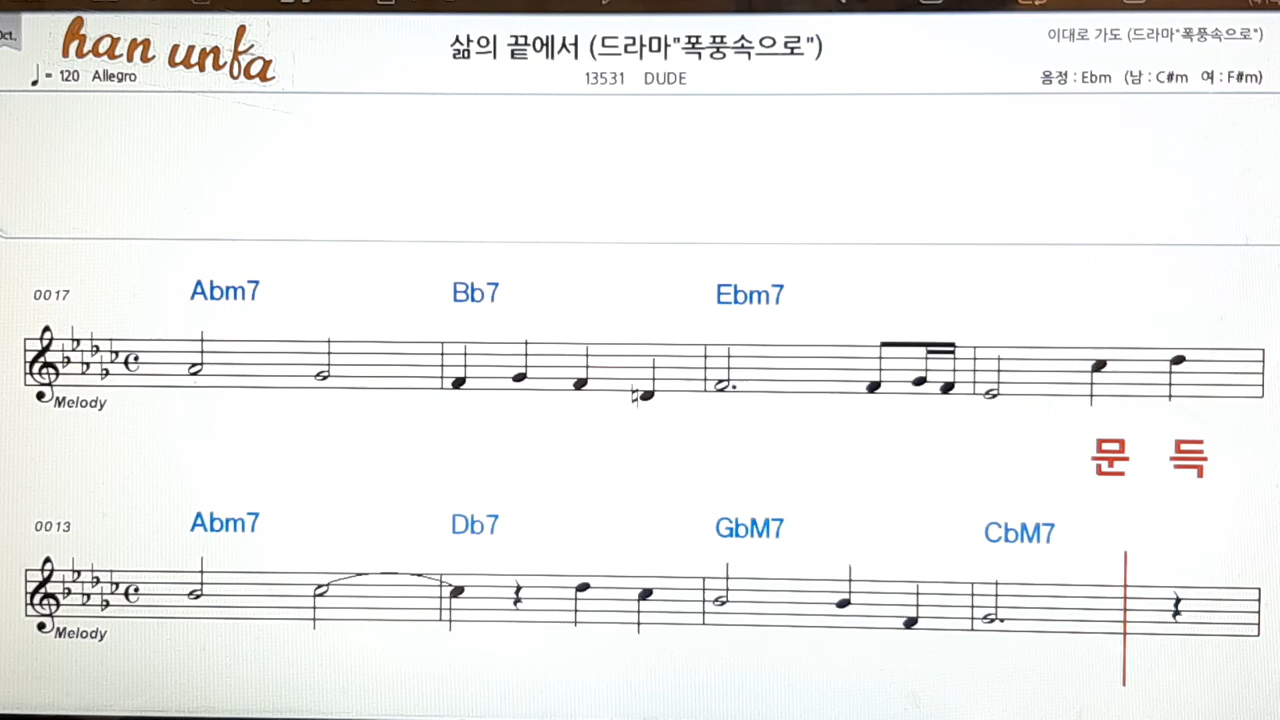 Oct.
han unfa
♩= 120 Allegro
삶의 끝에서 (드라마"폭풍속으로")
13531 DUDE
이대로 가도 (드라마"폭풍속으로")
음정 : Ebm (남 : C#m 여 : F#m)
0017
Abm7 Bb7 Ebm7
Melody
문 득
0013
Abm7 Db7 GbM7 CbM7
Melody